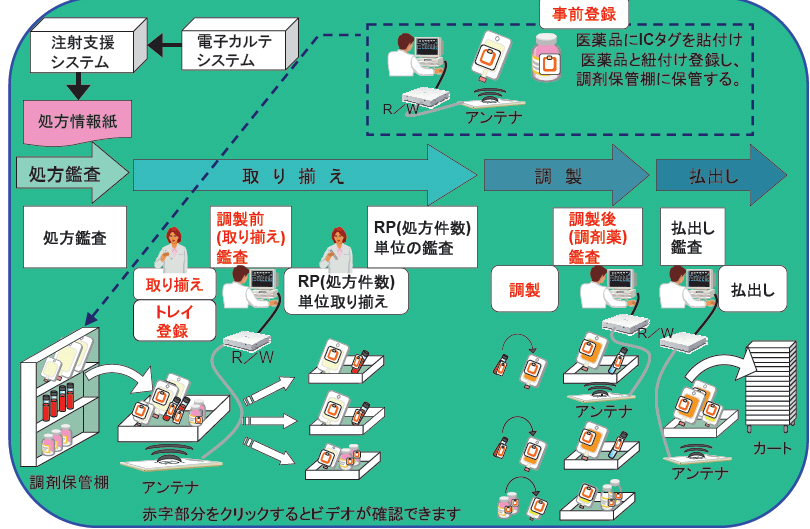 事前登録
注射支援
システム
電子カルテ
システム
医薬品にICタグを貼付け
医薬品と紐付け登録し、
調剤保管棚に保管する。
R/W
アンテナ
処方情報紙
処方鑑査
取り揃え
調製
払出し
処方鑑査
調製前
(取り揃え)
鑑査
RP(処方件数)
単位の鑑査
調製後
(調剤薬)
鑑査
払出し
鑑査
取り揃え
トレイ
登録
RP(処方件数)
単位取り揃え
調製
払出し
R/W
R/W
アンテナ
調剤保管棚
アンテナ
アンテナ
カート
赤字部分をクリックするとビデオが確認できます